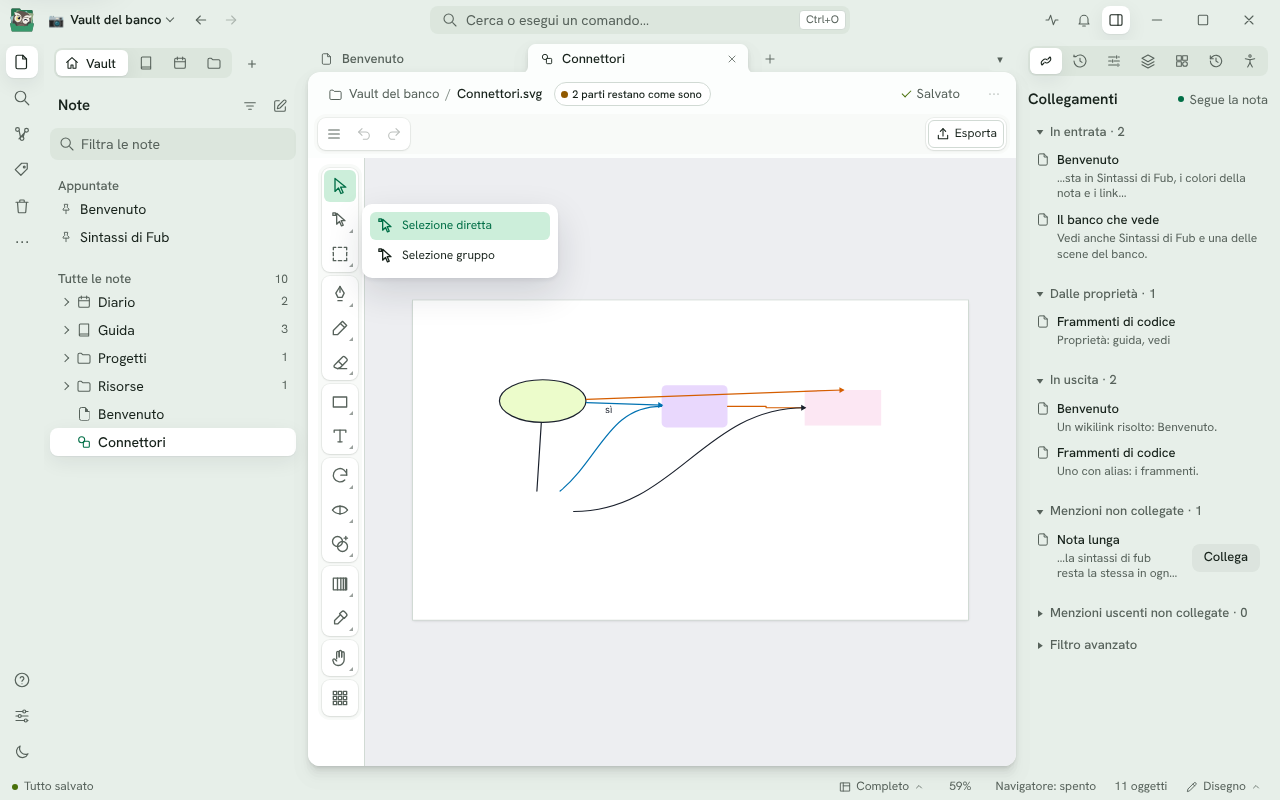 Vault del banco
Cerca o esegui un comando...
Ctrl+O
Vault
Note
Filtra le note
Appuntate
Benvenuto
Sintassi di Fub
Tutte le note
10
Diario
2
Guida
3
Progetti
1
Risorse
1
Benvenuto
Connettori
Benvenuto
Connettori
Vault del banco / Connettori.svg
2 parti restano come sono
Salvato
Esporta
Selezione diretta
Selezione gruppo
sì
Collegamenti
Segue la nota
In entrata · 2
Benvenuto
...sta in Sintassi di Fub, i colori della
nota e i link...
Il banco che vede
Vedi anche Sintassi di Fub e una delle
scene del banco.
Dalle proprietà · 1
Frammenti di codice
Proprietà: guida, vedi
In uscita · 2
Benvenuto
Un wikilink risolto: Benvenuto.
Frammenti di codice
Uno con alias: i frammenti.
Menzioni non collegate · 1
Nota lunga
...la sintassi di fub
resta la stessa in ogn...
Collega
Menzioni uscenti non collegate · 0
Filtro avanzato
Tutto salvato
Completo
59%
Navigatore: spento
11 oggetti
Disegno